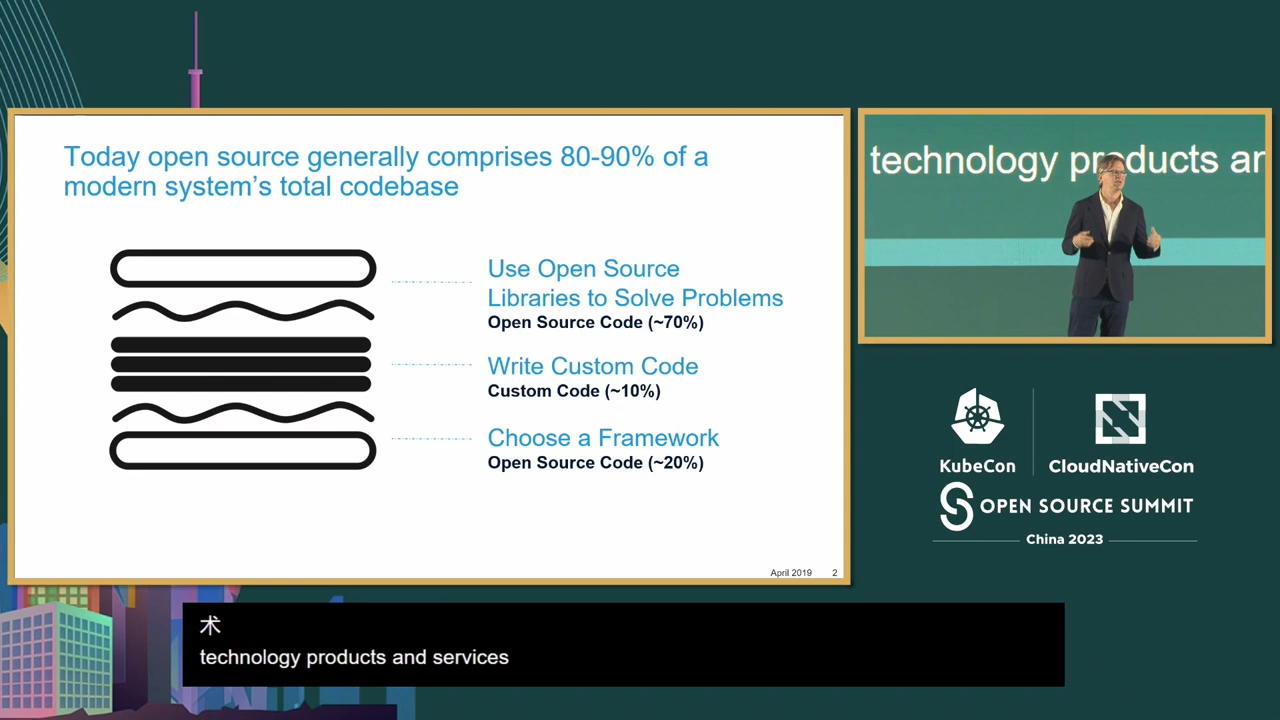 Today open source generally comprises 80-90% of a
modern system’s total codebase
Use Open Source
Libraries to Solve Problems
Open Source Code (~70%)
Write Custom Code
Custom Code (~10%)
Choose a Framework
Open Source Code (~20%)
April 2019 2
technology products ar
KubeCon
CloudNativeCon
OPEN SOURCE SUMMIT
China 2023
术
technology products and services